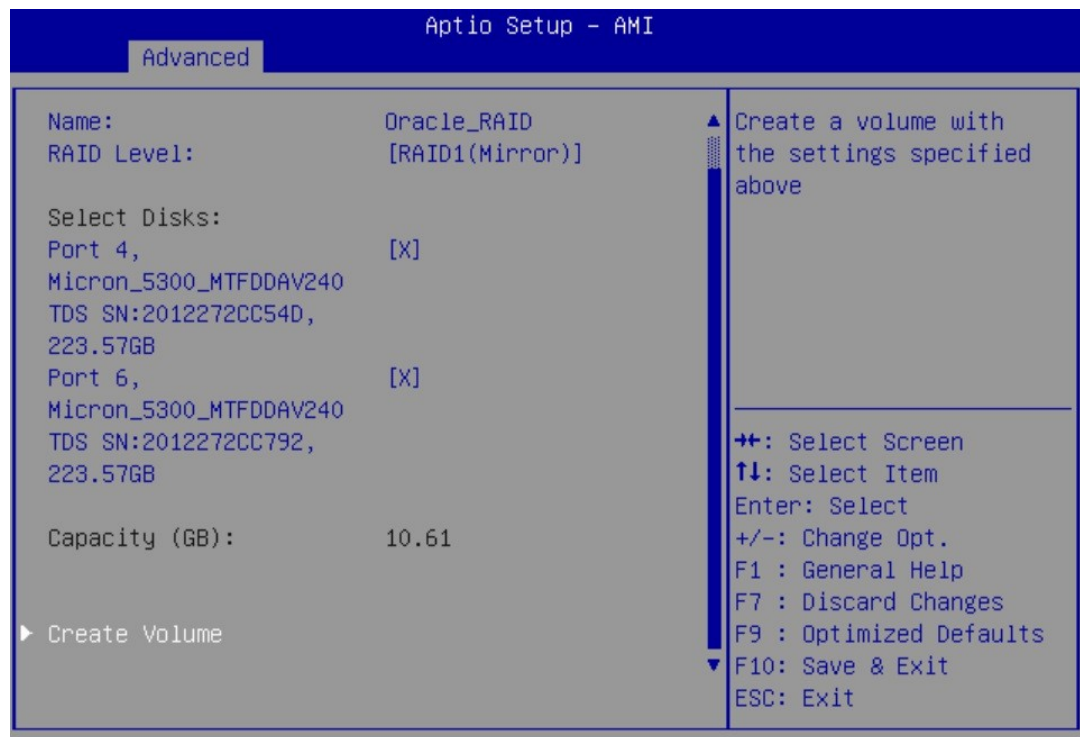 Aptio Setup – AMI
Advanced
Name: Oracle_RAID
RAID Level: [RAID1(Mirror)]
Select Disks:
Port 4, [X]
Micron_5300_MTFDDAV240
TDS SN:2012272CC54D,
223.57GB
Port 6, [X]
Micron_5300_MTFDDAV240
TDS SN:2012272CC792,
223.57GB
Capacity (GB): 10.61
Create Volume
Create a volume with
the settings specified
above
→←: Select Screen
↑↓: Select Item
Enter: Select
+/-: Change Opt.
F1 : General Help
F7 : Discard Changes
F9 : Optimized Defaults
F10: Save & Exit
ESC: Exit